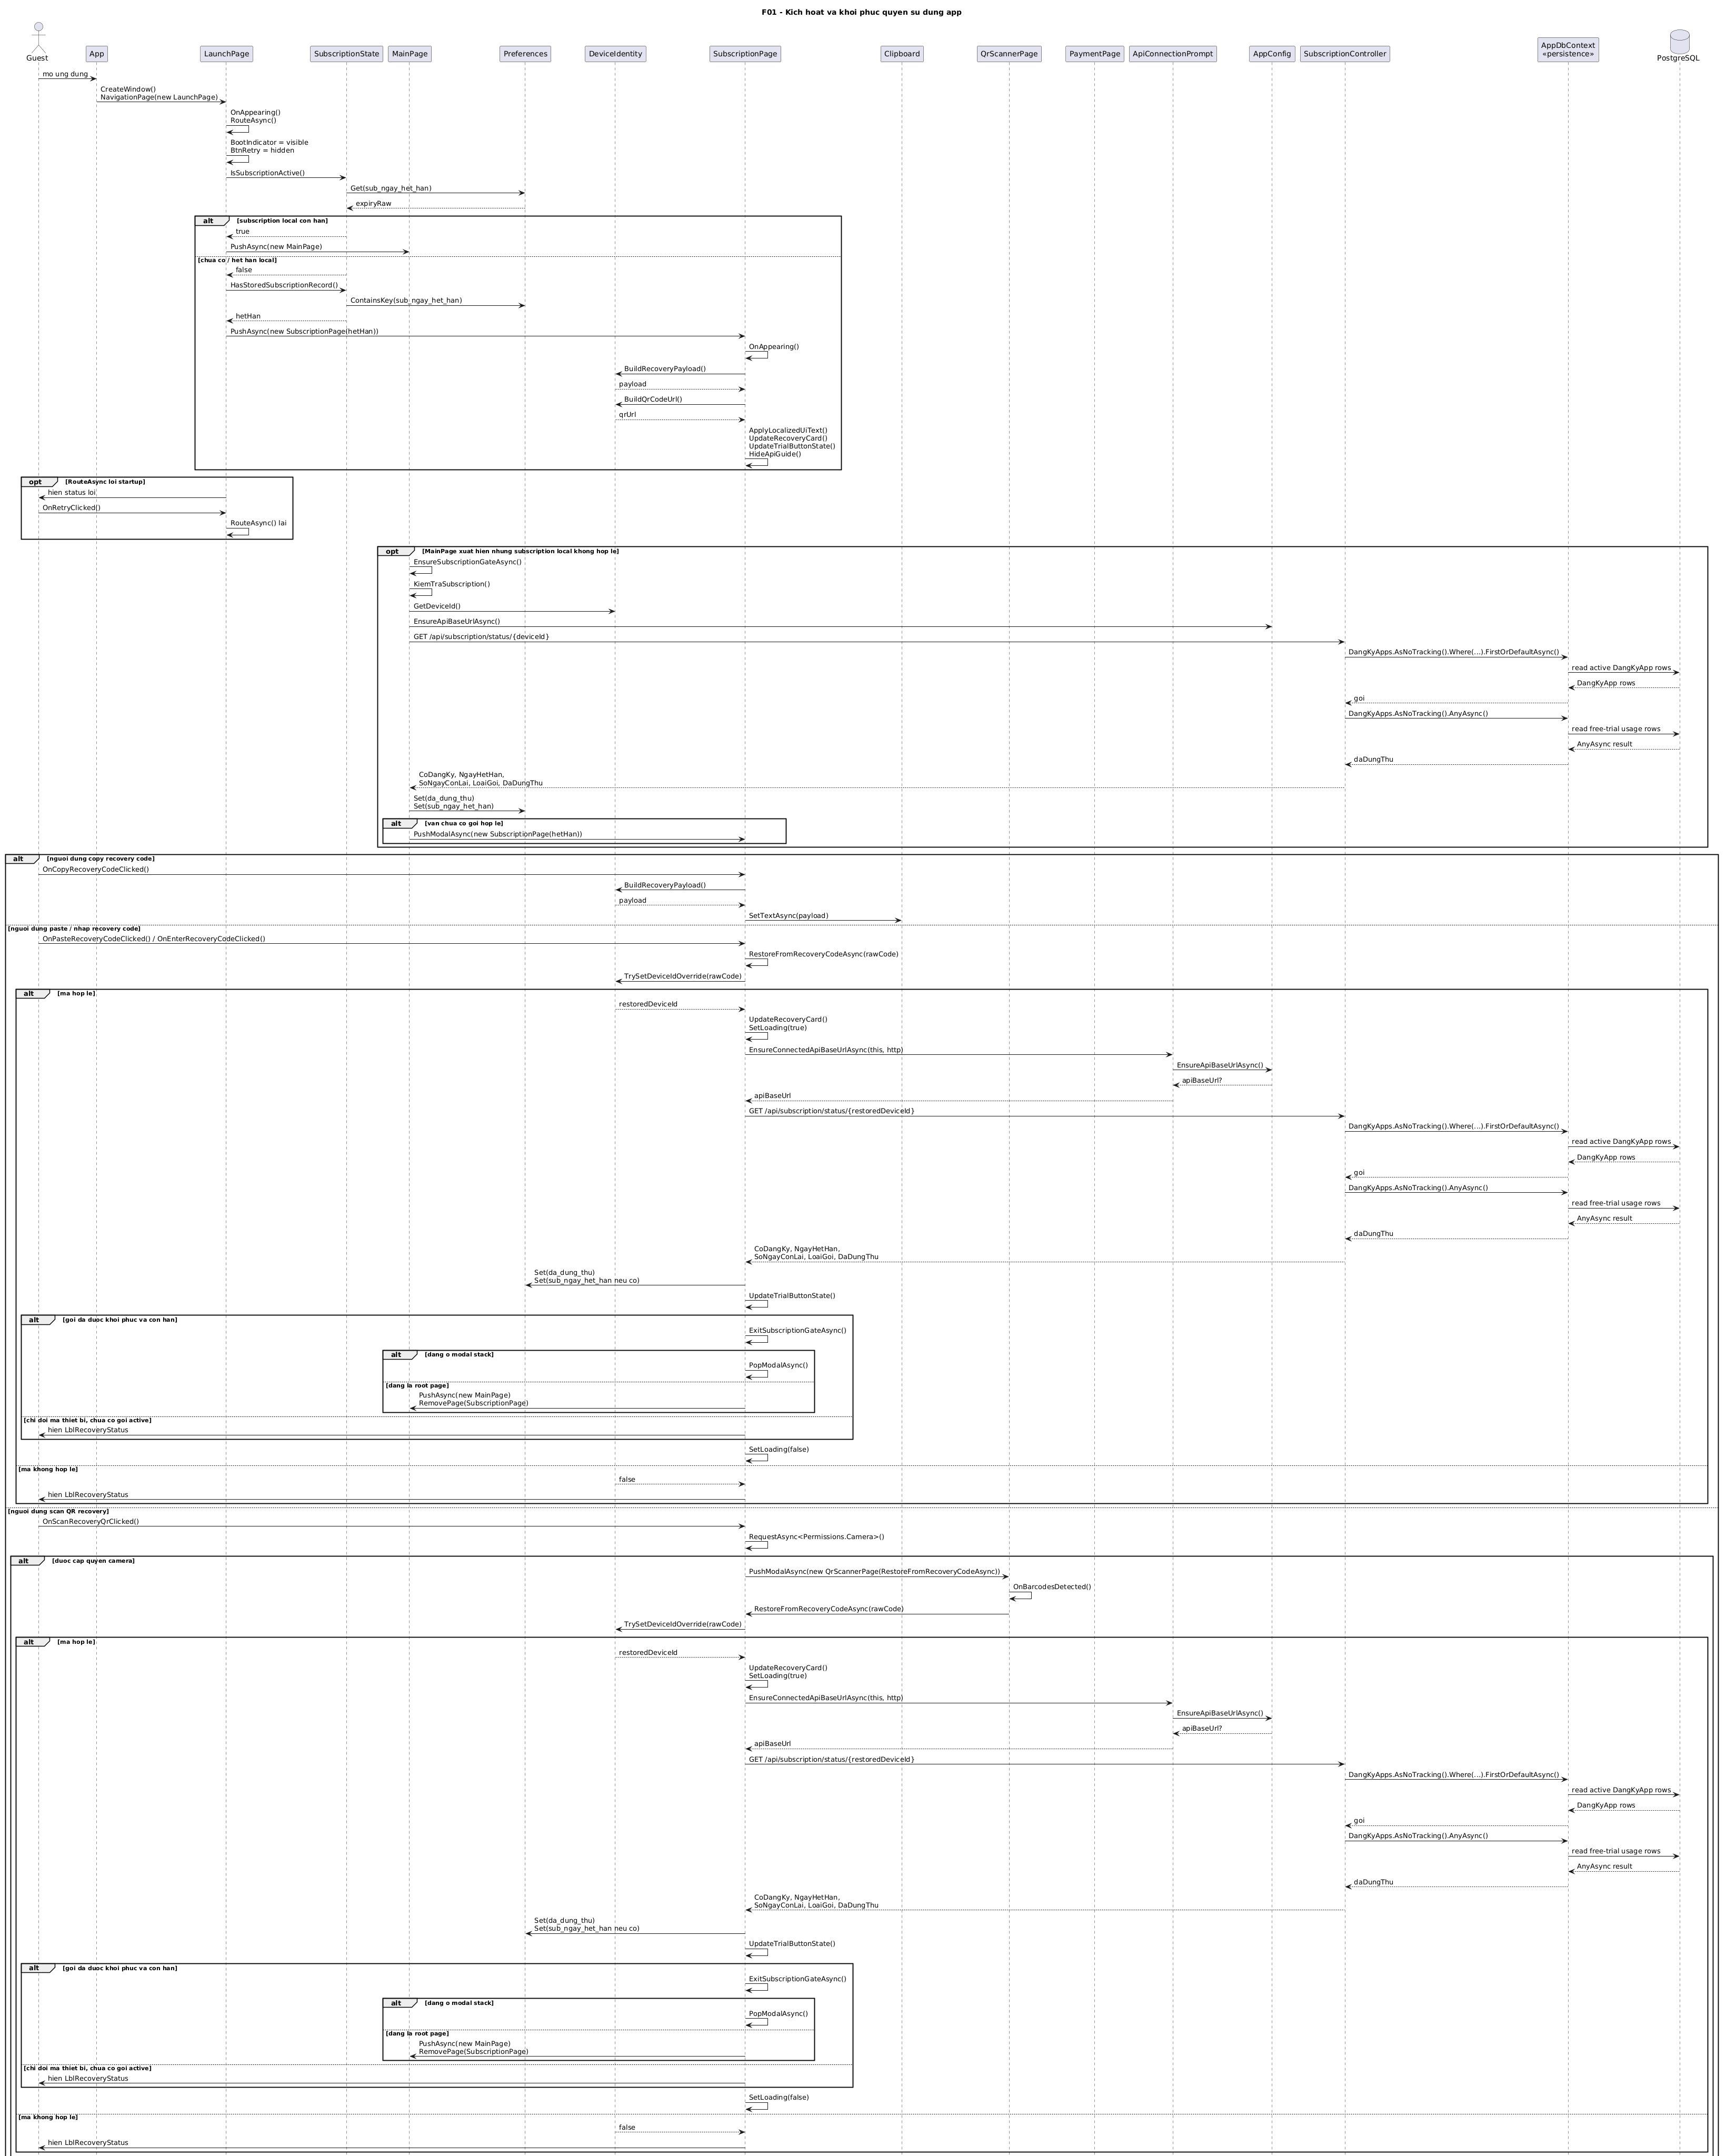 F01 - Kich hoat va khoi phuc quyen su dung app
Guest
App
LaunchPage
SubscriptionState
MainPage
Preferences
DeviceIdentity
SubscriptionPage
Clipboard
QrScannerPage
PaymentPage
ApiConnectionPrompt
AppConfig
SubscriptionController
AppDbContext
«persistence»
PostgreSQL
mo ung dung
CreateWindow()
NavigationPage(new LaunchPage)
OnAppearing()
RouteAsync()
BootIndicator = visible
BtnRetry = hidden
IsSubscriptionActive()
Get(sub_ngay_het_han)
expiryRaw
alt [subscription local con han]
true
PushAsync(new MainPage)
[chua co / het han local]
false
HasStoredSubscriptionRecord()
ContainsKey(sub_ngay_het_han)
hetHan
PushAsync(new SubscriptionPage(hetHan))
OnAppearing()
BuildRecoveryPayload()
payload
BuildQrCodeUrl()
qrUrl
ApplyLocalizedUiText()
UpdateRecoveryCard()
UpdateTrialButtonState()
HideApiGuide()
opt [RouteAsync loi startup]
hien status loi
OnRetryClicked()
RouteAsync() lai
opt [MainPage xuat hien nhung subscription local khong hop le]
EnsureSubscriptionGateAsync()
KiemTraSubscription()
GetDeviceId()
EnsureApiBaseUrlAsync()
GET /api/subscription/status/{deviceId}
DangKyApps.AsNoTracking().Where(...).FirstOrDefaultAsync()
read active DangKyApp rows
DangKyApp rows
goi
DangKyApps.AsNoTracking().AnyAsync()
read free-trial usage rows
AnyAsync result
daDungThu
CoDangKy, NgayHetHan,
SoNgayConLai, LoaiGoi, DaDungThu
Set(da_dung_thu)
Set(sub_ngay_het_han)
alt [van chua co goi hop le]
PushModalAsync(new SubscriptionPage(hetHan))
alt [nguoi dung copy recovery code]
OnCopyRecoveryCodeClicked()
BuildRecoveryPayload()
payload
SetTextAsync(payload)
[nguoi dung paste / nhap recovery code]
OnPasteRecoveryCodeClicked() / OnEnterRecoveryCodeClicked()
RestoreFromRecoveryCodeAsync(rawCode)
TrySetDeviceIdOverride(rawCode)
alt [ma hop le]
restoredDeviceId
UpdateRecoveryCard()
SetLoading(true)
EnsureConnectedApiBaseUrlAsync(this, http)
EnsureApiBaseUrlAsync()
apiBaseUrl?
apiBaseUrl
GET /api/subscription/status/{restoredDeviceId}
DangKyApps.AsNoTracking().Where(...).FirstOrDefaultAsync()
read active DangKyApp rows
DangKyApp rows
goi
DangKyApps.AsNoTracking().AnyAsync()
read free-trial usage rows
AnyAsync result
daDungThu
CoDangKy, NgayHetHan,
SoNgayConLai, LoaiGoi, DaDungThu
Set(da_dung_thu)
Set(sub_ngay_het_han neu co)
UpdateTrialButtonState()
alt [goi da duoc khoi phuc va con han]
ExitSubscriptionGateAsync()
alt [dang o modal stack]
PopModalAsync()
[dang la root page]
PushAsync(new MainPage)
RemovePage(SubscriptionPage)
[chi doi ma thiet bi, chua co goi active]
hien LblRecoveryStatus
SetLoading(false)
[ma khong hop le]
false
hien LblRecoveryStatus
[nguoi dung scan QR recovery]
OnScanRecoveryQrClicked()
RequestAsync<Permissions.Camera>()
alt [duoc cap quyen camera]
PushModalAsync(new QrScannerPage(RestoreFromRecoveryCodeAsync))
OnBarcodesDetected()
RestoreFromRecoveryCodeAsync(rawCode)
TrySetDeviceIdOverride(rawCode)
alt [ma hop le]
restoredDeviceId
UpdateRecoveryCard()
SetLoading(true)
EnsureConnectedApiBaseUrlAsync(this, http)
EnsureApiBaseUrlAsync()
apiBaseUrl?
apiBaseUrl
GET /api/subscription/status/{restoredDeviceId}
DangKyApps.AsNoTracking().Where(...).FirstOrDefaultAsync()
read active DangKyApp rows
DangKyApp rows
goi
DangKyApps.AsNoTracking().AnyAsync()
read free-trial usage rows
AnyAsync result
daDungThu
CoDangKy, NgayHetHan,
SoNgayConLai, LoaiGoi, DaDungThu
Set(da_dung_thu)
Set(sub_ngay_het_han neu co)
UpdateTrialButtonState()
alt [goi da duoc khoi phuc va con han]
ExitSubscriptionGateAsync()
alt [dang o modal stack]
PopModalAsync()
[dang la root page]
PushAsync(new MainPage)
RemovePage(SubscriptionPage)
[chi doi ma thiet bi, chua co goi active]
hien LblRecoveryStatus
SetLoading(false)
[ma khong hop le]
false
hien LblRecoveryStatus